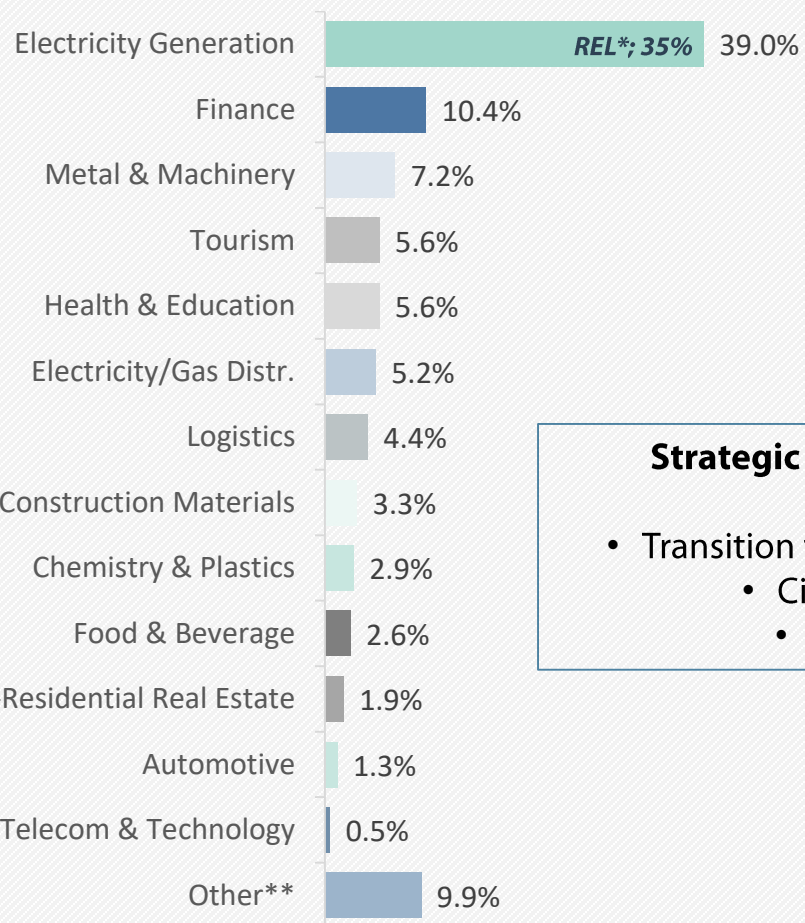 Electricity Generation REL*; 35% 39.0%
Finance 10.4%
Metal & Machinery 7.2%
Tourism 5.6%
Health & Education 5.6%
Electricity/Gas Distr. 5.2%
Logistics 4.4%
Construction Materials 3.3%
Chemistry & Plastics 2.9%
Food & Beverage 2.6%
-Residential Real Estate 1.9%
Automotive 1.3%
Telecom & Technology 0.5%
Other** 9.9%
Strategic
• Transition
• Ci
•